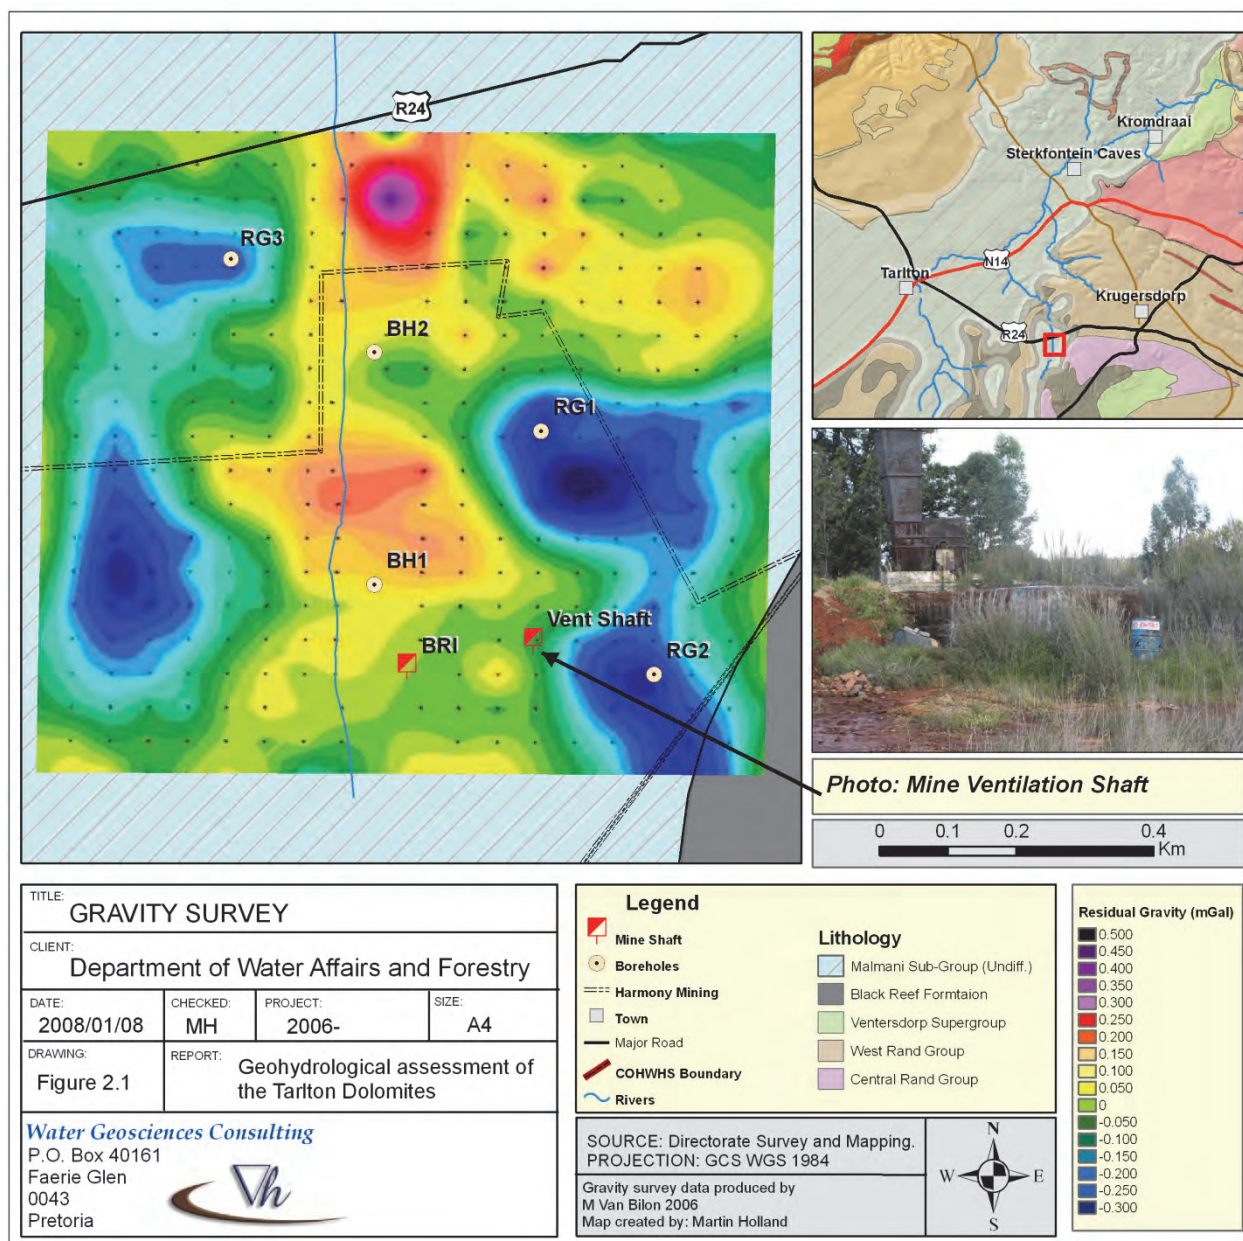 R24
RG3
BH2
RG1
BH1
Vent Shaft
BRI
RG2
Kromdraai
Sterkfontein Caves
N14
Tarlton
Krugersdorp
R24
Photo: Mine Ventilation Shaft
0 0.1 0.2 0.4
Km
TITLE:
GRAVITY SURVEY
CLIENT:
Department of Water Affairs and Forestry
DATE: CHECKED: PROJECT: SIZE:
2008/01/08 MH 2006- A4
DRAWING: REPORT:
Figure 2.1
Geohydrological assessment of
the Tarlton Dolomites
Water Geosciences Consulting
P.O. Box 40161
Faerie Glen
0043
Pretoria
Legend
Mine Shaft
Boreholes
Harmony Mining
Town
Major Road
COHWHS Boundary
Rivers
Lithology
Malmani Sub-Group (Undiff.)
Black Reef Formtaion
Ventersdorp Supergroup
West Rand Group
Central Rand Group
SOURCE: Directorate Survey and Mapping.
PROJECTION: GCS WGS 1984
Gravity survey data produced by
M Van Bilon 2006
Map created by: Martin Holland
N
W E
S
Residual Gravity (mGal)
0.500
0.450
0.400
0.350
0.300
0.250
0.200
0.150
0.100
0.050
0
-0.050
-0.100
-0.150
-0.200
-0.250
-0.300